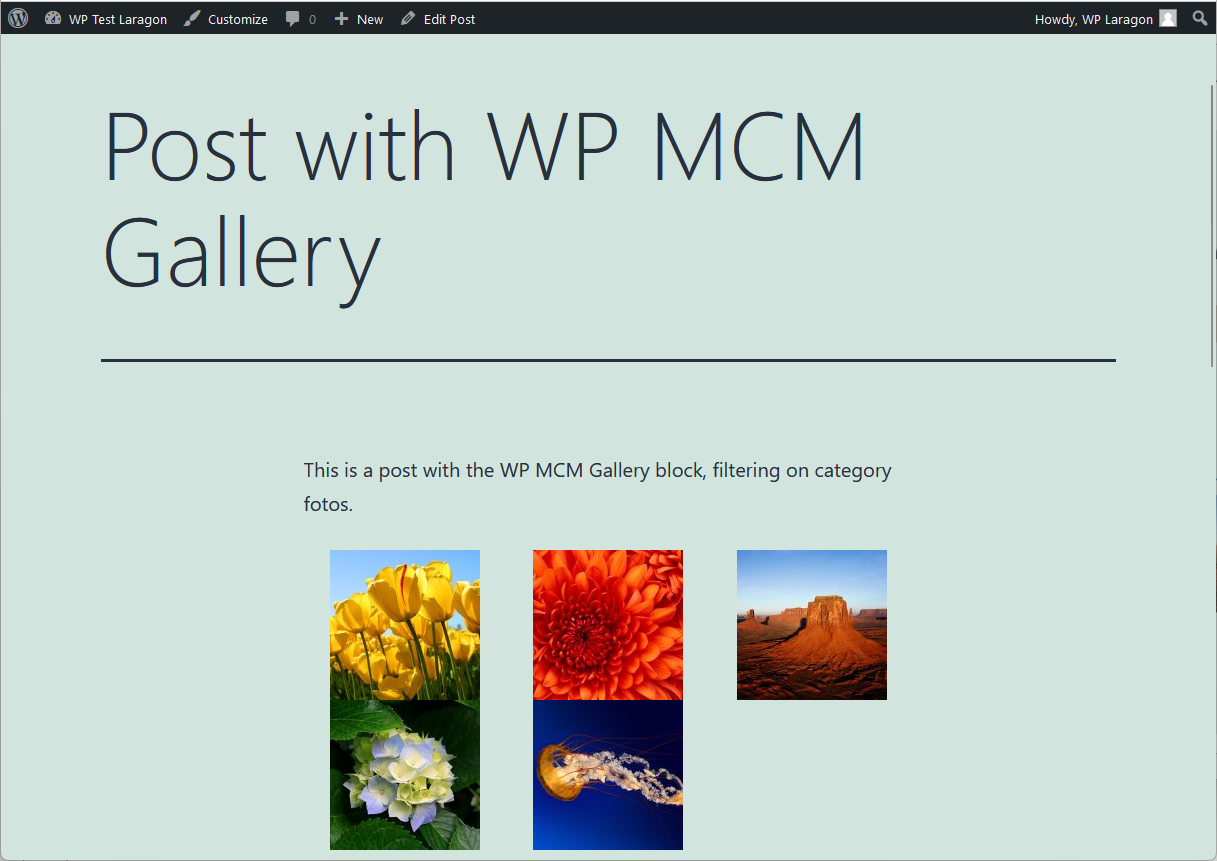 WP Test Laragon Customize 0 New Edit Post Howdy, WP Laragon
Post with WP MCM
Gallery
This is a post with the WP MCM Gallery block, filtering on category
fotos.